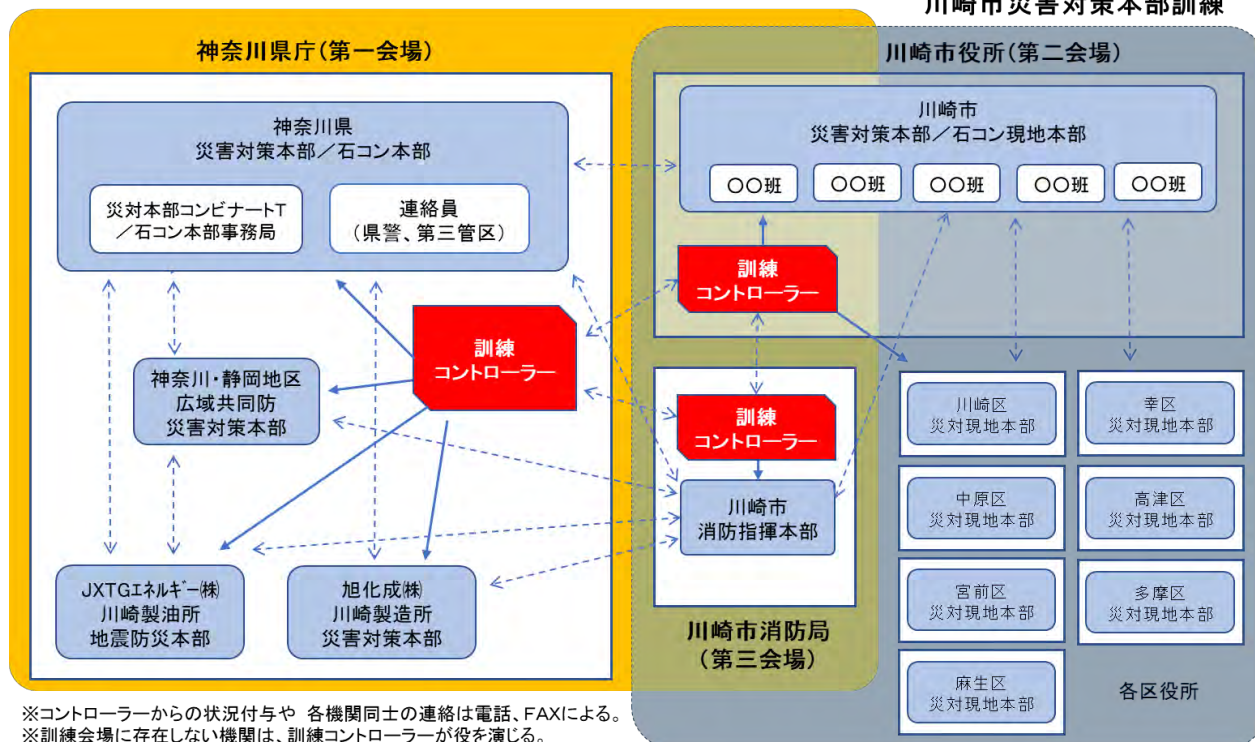 川崎市災害対策本部訓練
神奈川県庁(第一会場)
川崎市役所(第二会場)
神奈川県
災害対策本部/石コン本部
災対本部コンビナートT
/石コン本部事務局
連絡員
(県警、第三管区)
川崎市
災害対策本部/石コン現地本部
〇〇班
〇〇班
〇〇班
〇〇班
〇〇班
訓練
コントローラー
訓練
コントローラー
訓練
コントローラー
神奈川・静岡地区
広域共同防
災害対策本部
川崎市
消防指揮本部
JXTGエネルギー(株)
川崎製油所
地震防災本部
旭化成㈱
川崎製造所
災害対策本部
川崎市消防局
(第三会場)
川崎区
災対現地本部
幸区
災対現地本部
中原区
災対現地本部
高津区
災対現地本部
宮前区
災対現地本部
多摩区
災対現地本部
麻生区
災対現地本部
各区役所
※コントローラーからの状況付与や 各機関同士の連絡は電話、FAXによる。
※訓練会場に存在しない機関は、訓練コントローラーが役を演じる。